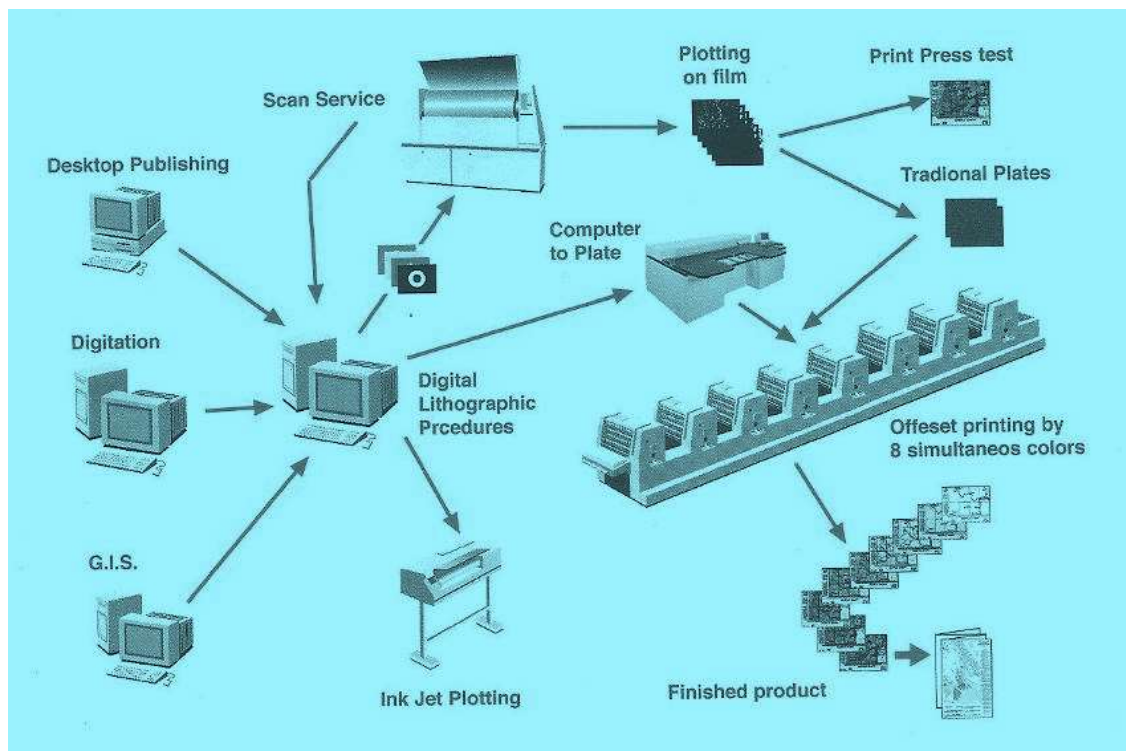 Plotting
on film
Print Press test
Scan Service
Desktop Publishing
Tradional Plates
Computer
to Plate
Digitation
Digital
Lithographic
Prcedures
Offeset printing by
8 simultaneos colors
G.I.S.
Ink Jet Plotting
Finished product